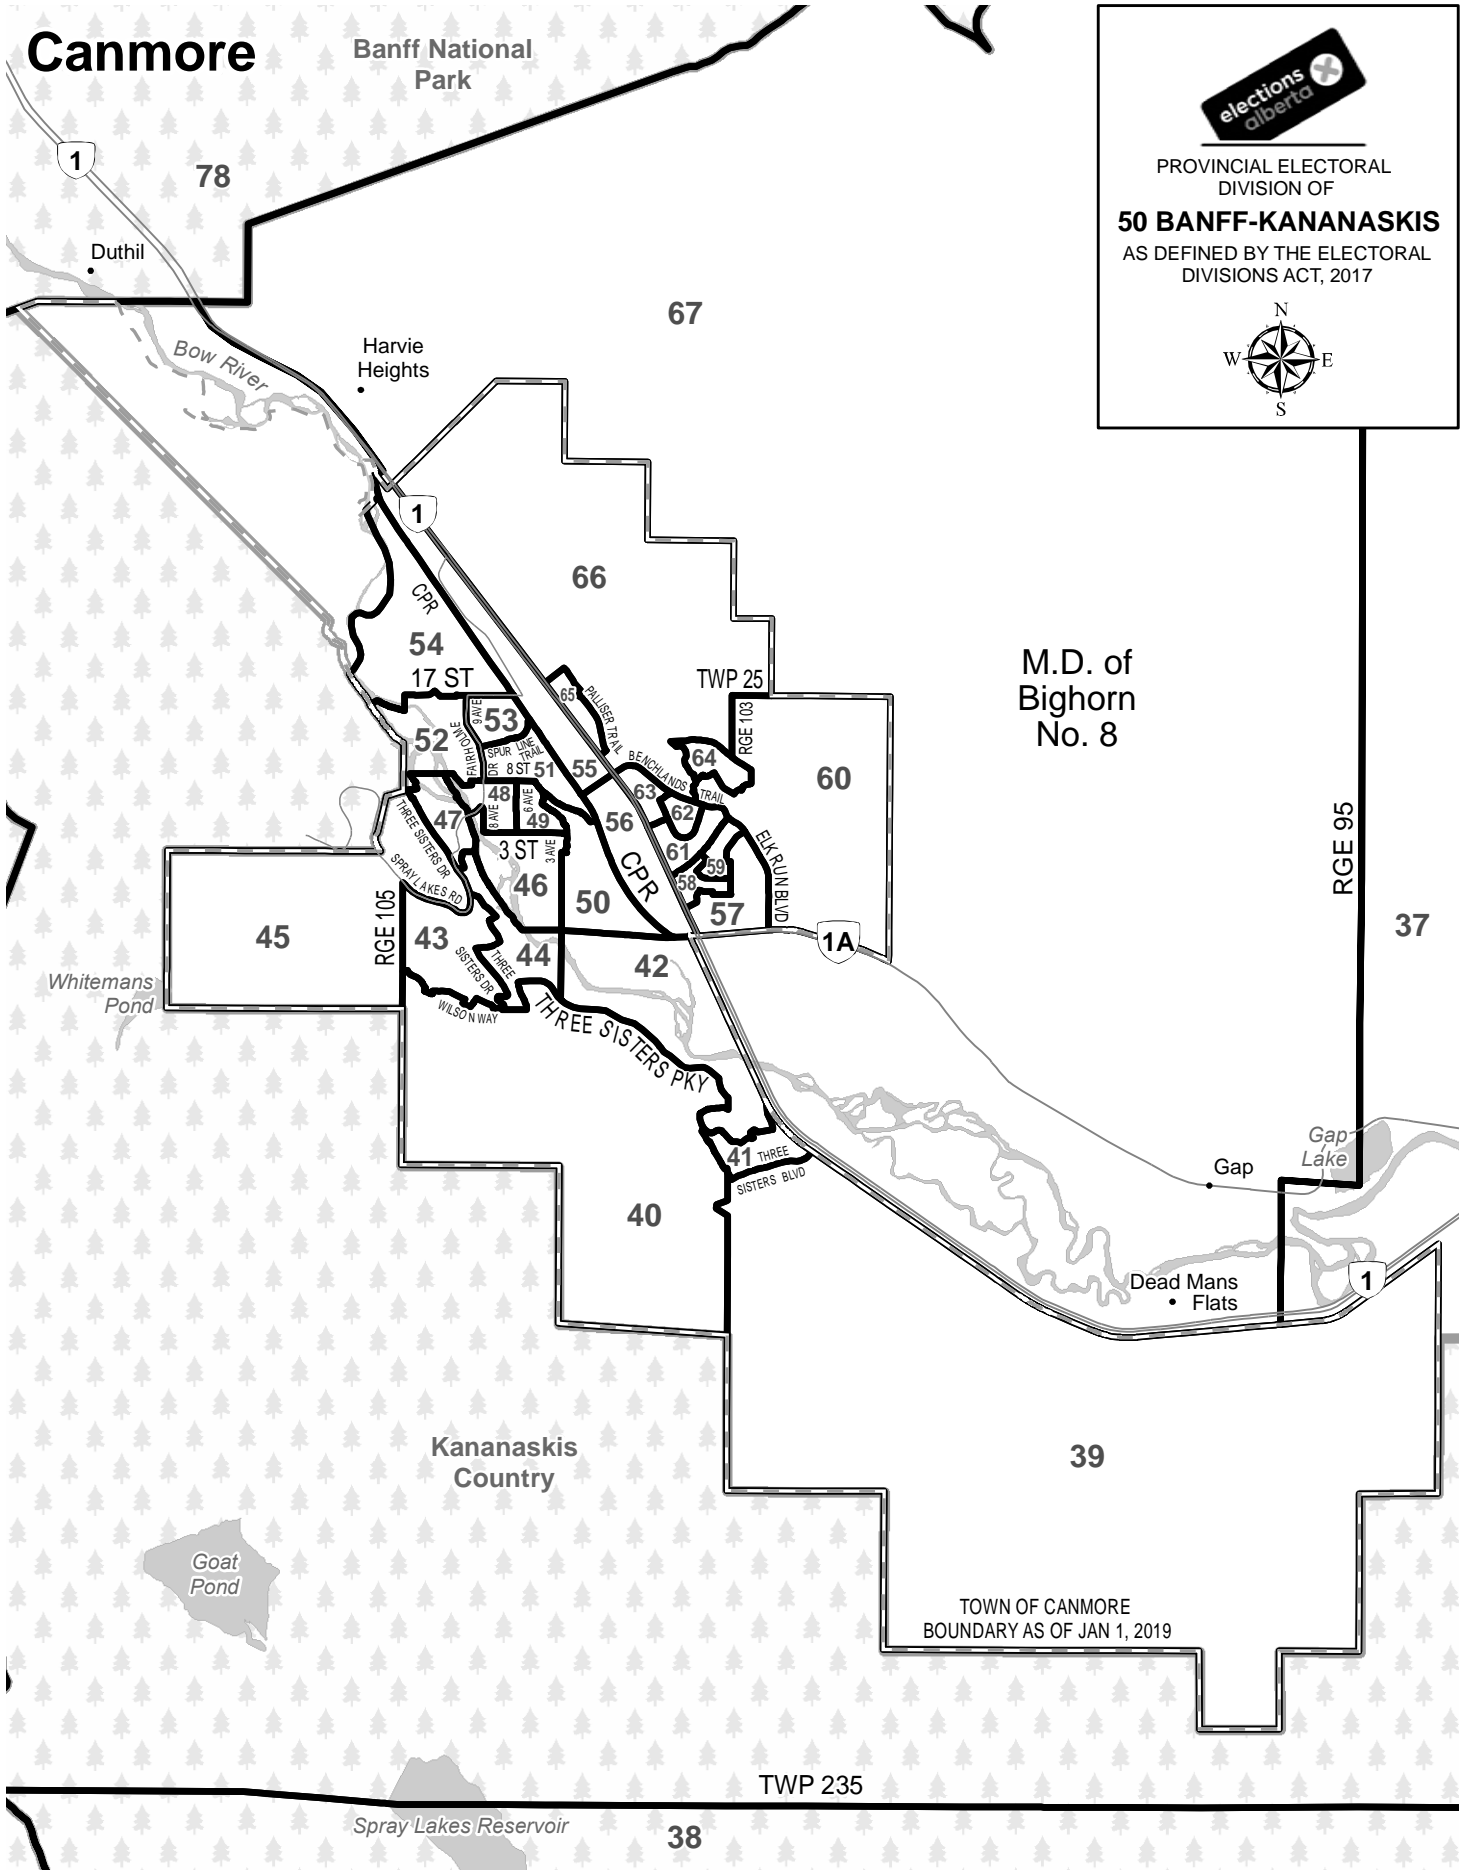 Canmore
Banff National
Park
elections
alberta
PROVINCIAL ELECTORAL
DIVISION OF
50 BANFF-KANANASKIS
AS DEFINED BY THE ELECTORAL
DIVISIONS ACT, 2017
N
W
E
S
1
78
Duthil
67
Bow River
Harvie
Heights
1
66
CPR
54
17 ST
TWP 25
M.D. of
Bighorn
No. 8
65
PALLISER TRAIL
RGE 103
9 AVE
53
52
FAIRHOLME
DR
SPUR LINE
TRAIL
8 ST
51
55
BENCHLANDS
TRAIL
64
60
63
62
48
8 AVE
6 AVE
49
47
THREE SISTERS DR
56
61
ELK RUN BLVD
RGE 95
3 ST
3 AVE
CPR
59
58
SPRAY LAKES RD
46
50
57
37
RGE 105
45
43
44
42
1A
THREE
SISTERS DR
Whitemans
Pond
WILSON WAY
THREE SISTERS PKY
Gap
Lake
41
THREE
SISTERS BLVD
Gap
40
Dead Mans
Flats
1
39
Kananaskis
Country
Goat
Pond
TOWN OF CANMORE
BOUNDARY AS OF JAN 1, 2019
TWP 235
Spray Lakes Reservoir
38